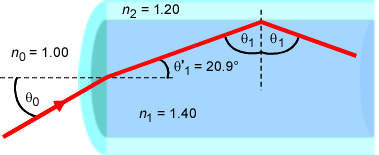 n₂ = 1.20
n₀ = 1.00
θ₁ θ₁
θ'₁ = 20.9°
θ₀
n₁ = 1.40